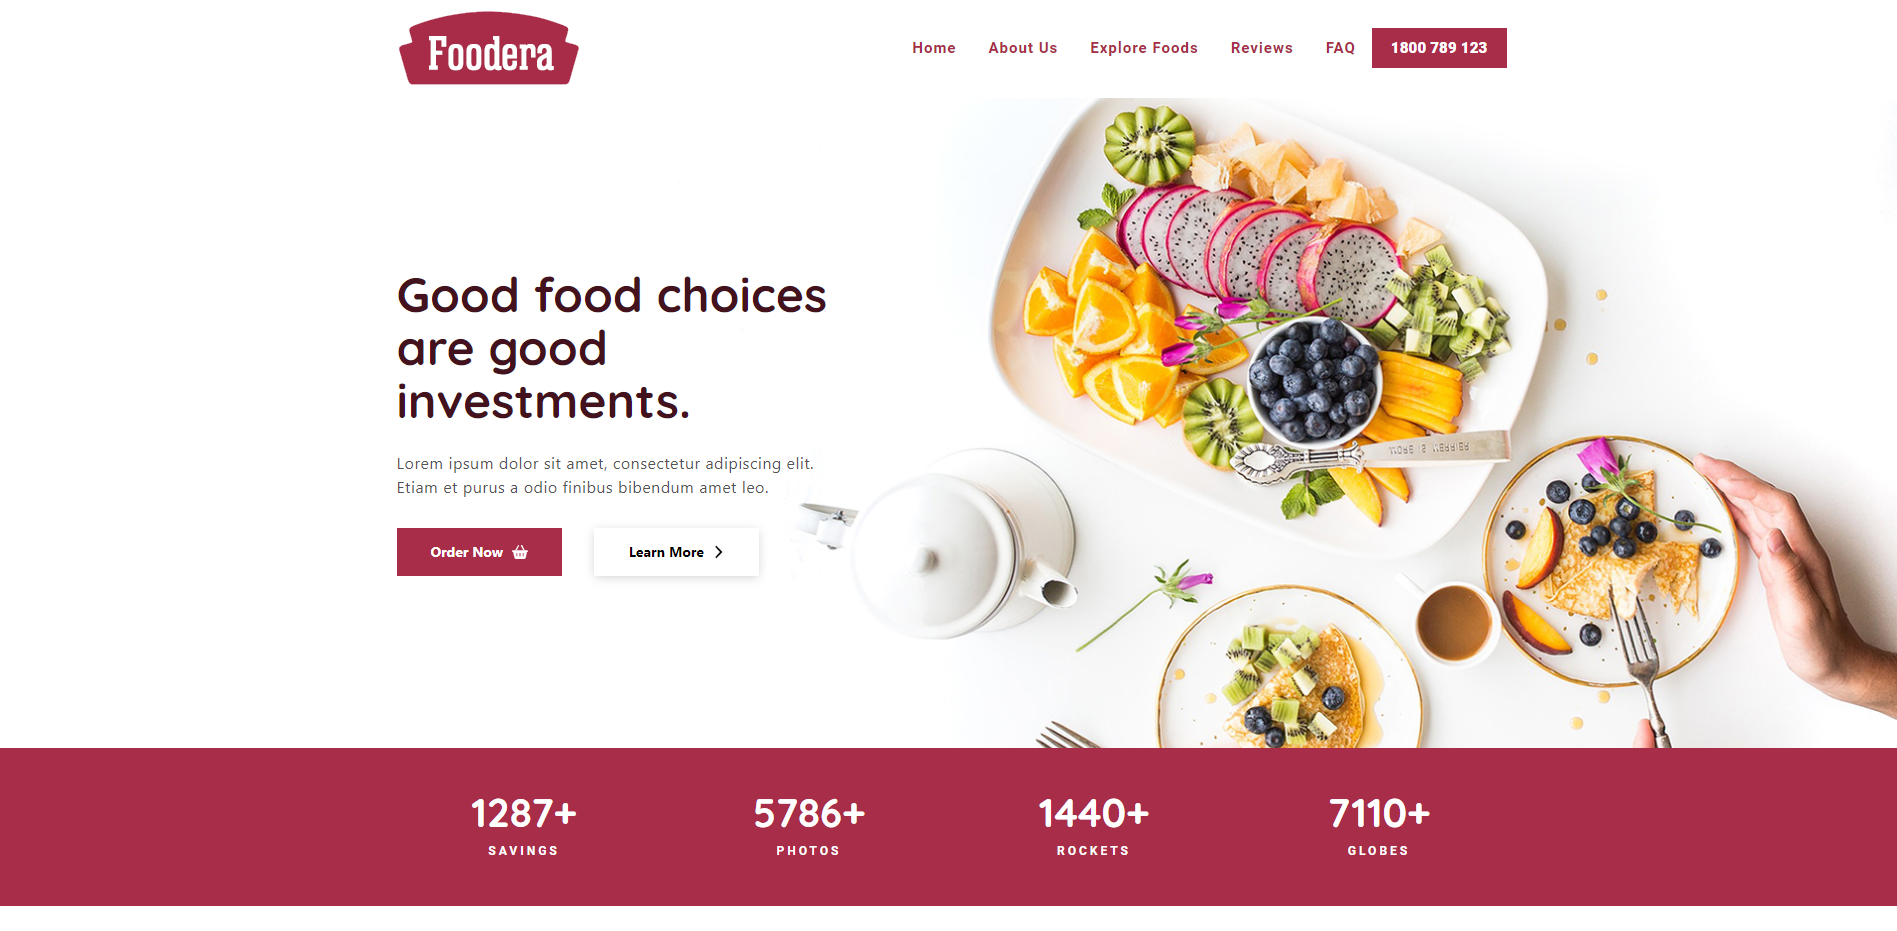 Foodera
Home About Us Explore Foods Reviews FAQ 1800 789 123
Good food choices
are good
investments.
Lorem ipsum dolor sit amet, consectetur adipiscing elit.
Etiam et purus a odio finibus bibendum amet leo.
Order Now Learn More
1287+ 5786+ 1440+ 7110+
SAVINGS PHOTOS ROCKETS GLOBES